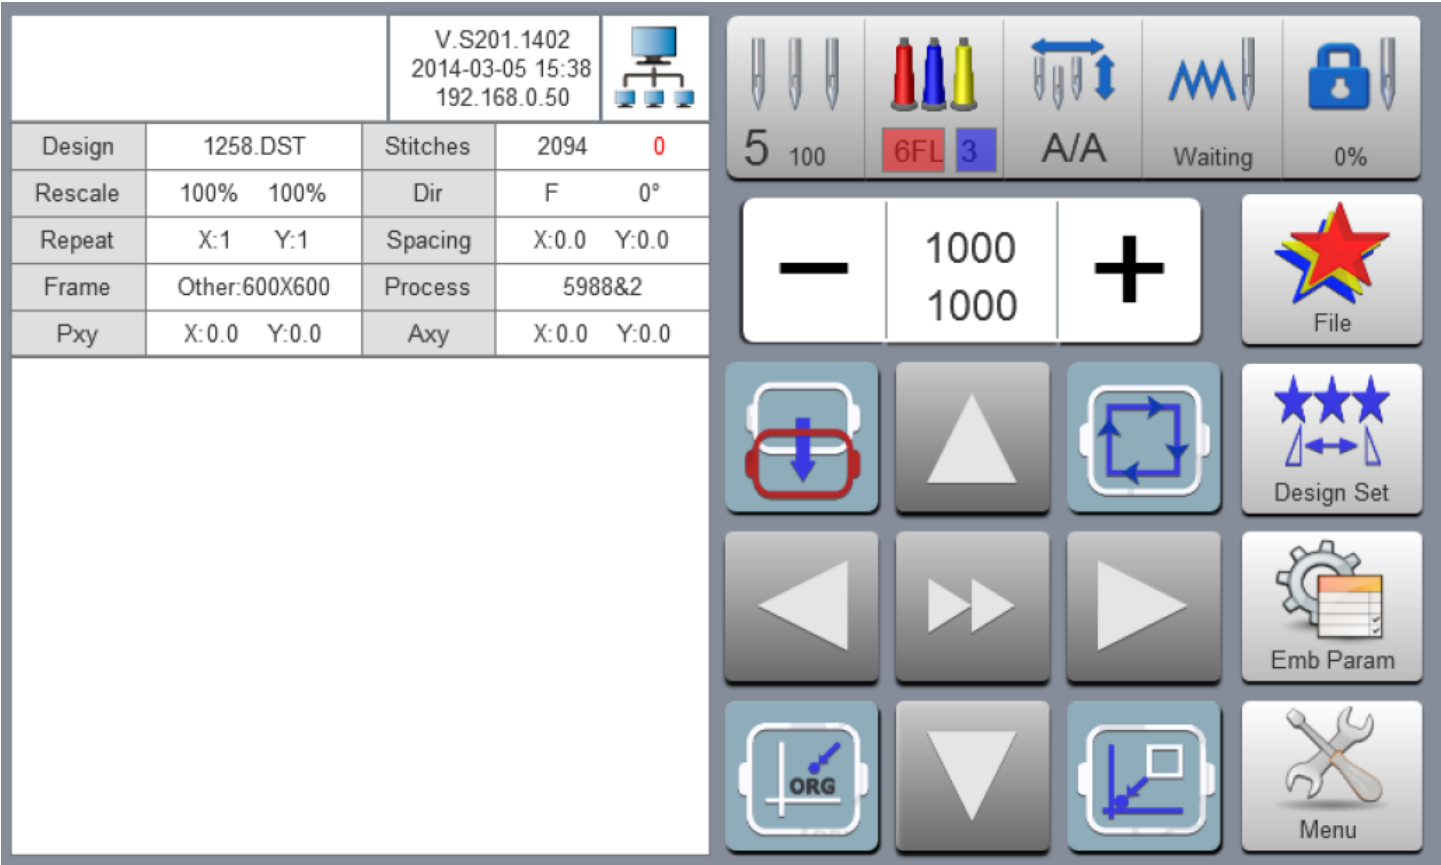 V.S201.1402
2014-03-05 15:38
192.168.0.50
Design 1258.DST Stitches 2094 0
Rescale 100% 100% Dir F 0°
Repeat X:1 Y:1 Spacing X:0.0 Y:0.0
Frame Other:600X600 Process 5988&2
Pxy X:0.0 Y:0.0 Axy X:0.0 Y:0.0
5 100 6FL 3 A/A Waiting 0%
1000
1000
File
Design Set
Emb Param
ORG
Menu